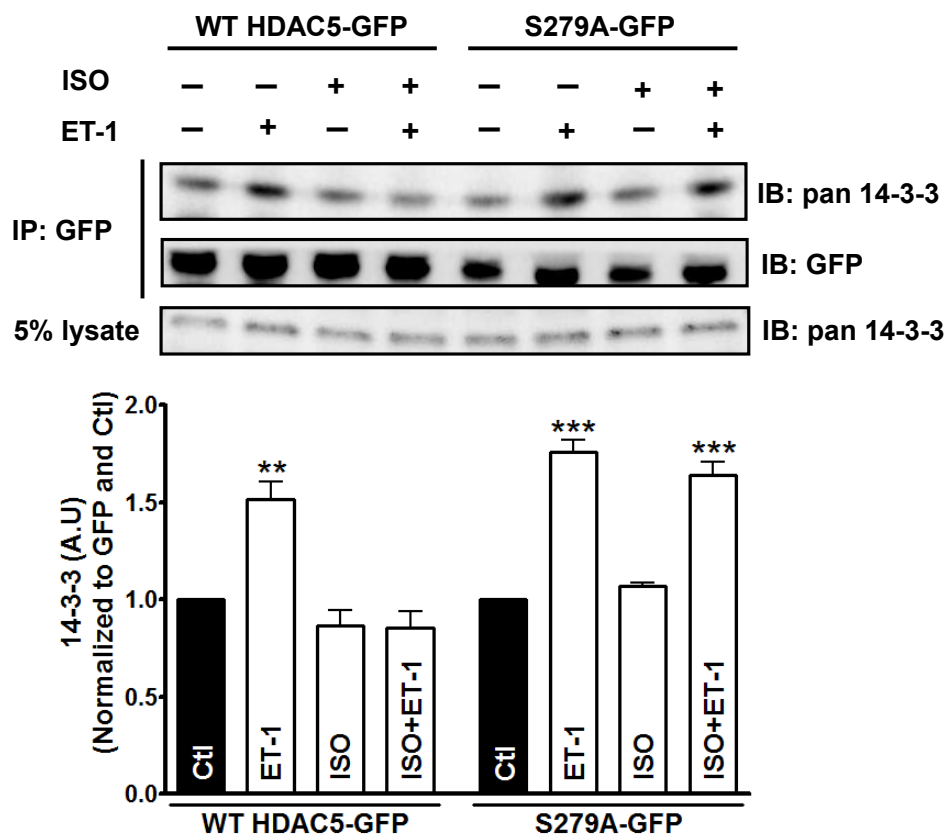 WT HDAC5-GFP S279A-GFP
ISO – – + + – – + +
ET-1 – + – + – + – +
IP: GFP
IB: pan 14-3-3
IB: GFP
5% lysate
IB: pan 14-3-3
14-3-3 (A.U)
(Normalized to GFP and Ctl)
2.0
1.5
1.0
0.5
0.0
** *** ***
Ctl ET-1 ISO ISO+ET-1 Ctl ET-1 ISO ISO+ET-1
WT HDAC5-GFP S279A-GFP